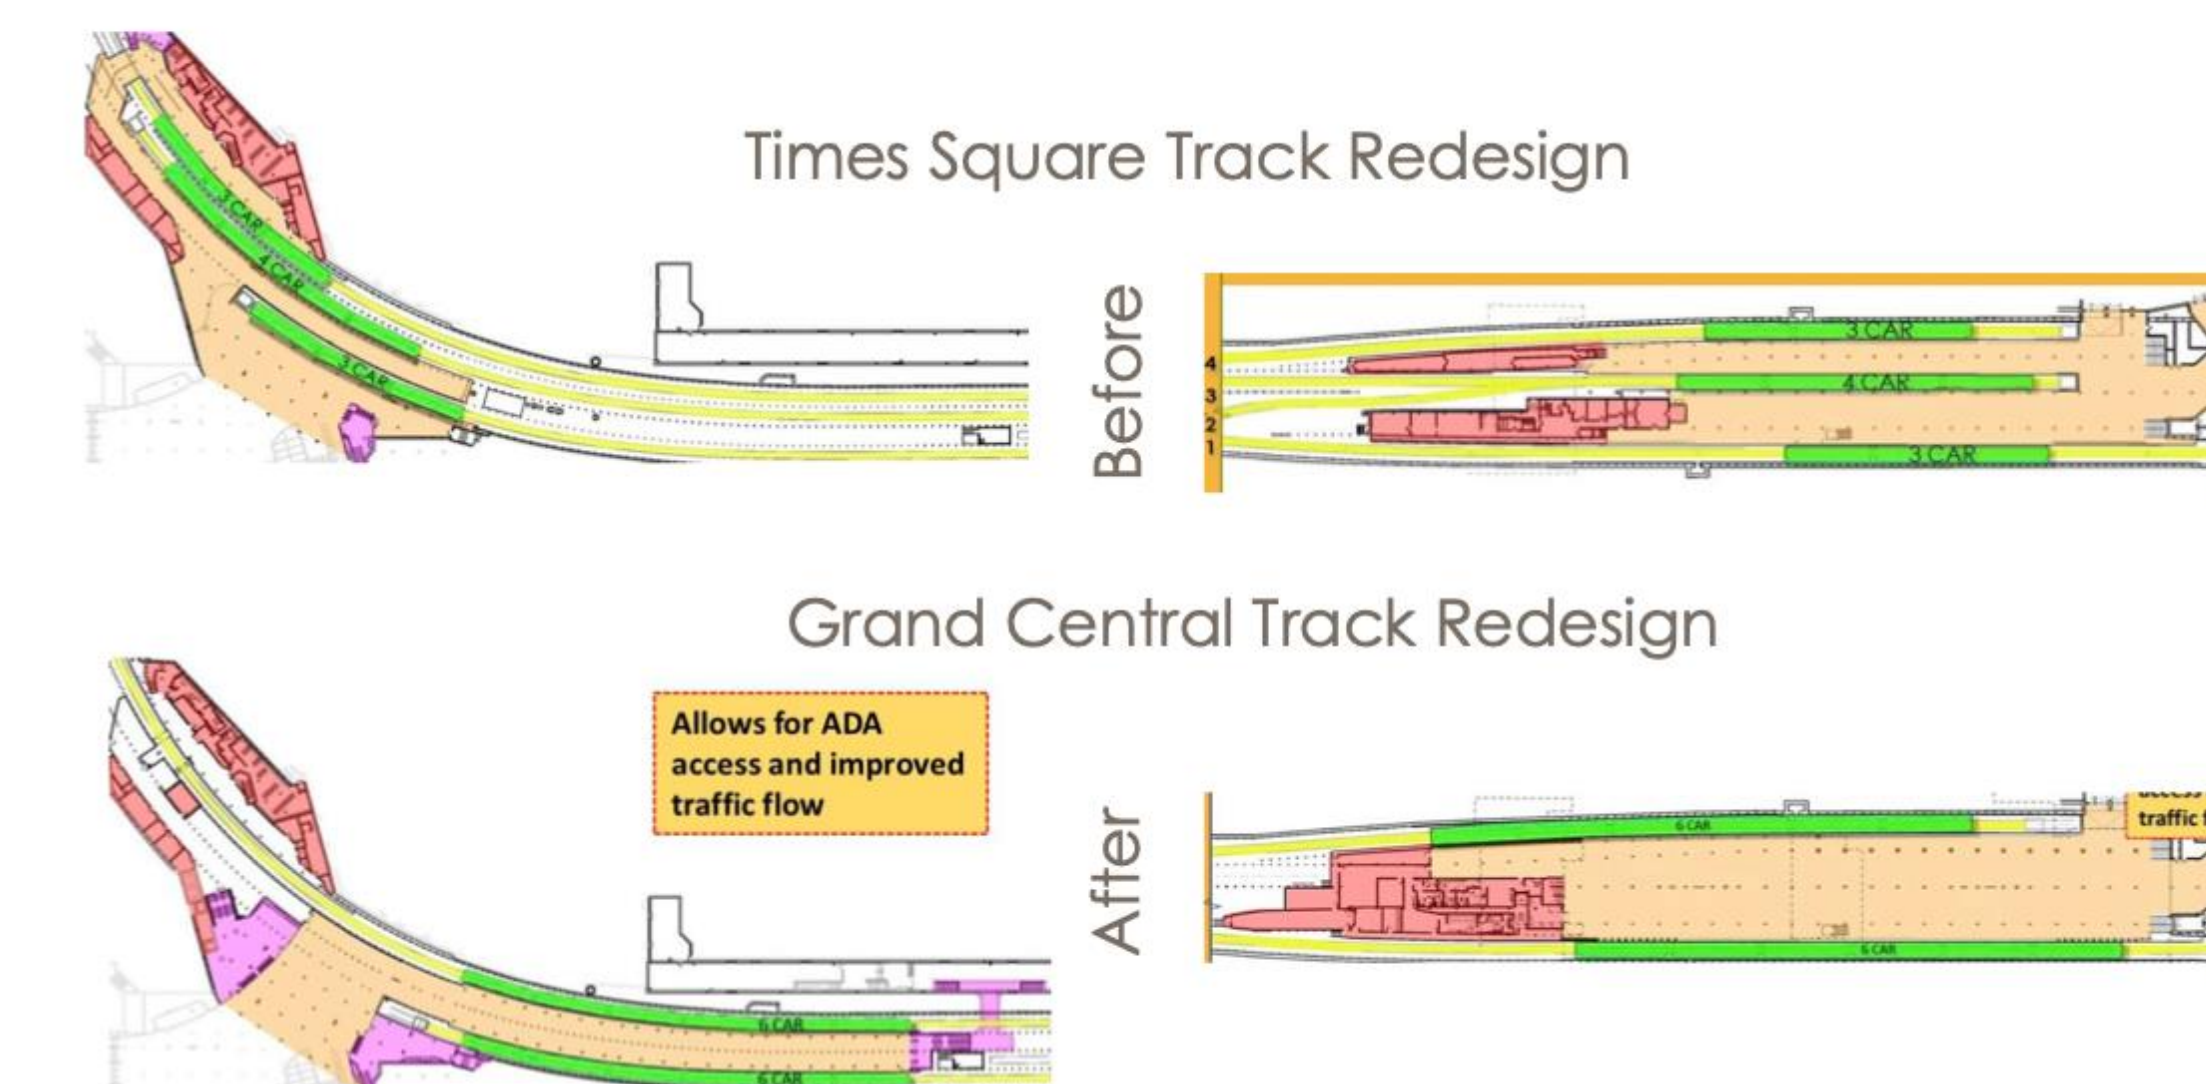 Times Square Track Redesign
3 CAR
4 CAR
3 CAR
Before
4
3
2
1
3 CAR
4 CAR
3 CAR
Grand Central Track Redesign
Allows for ADA
access and improved
traffic flow
6 CAR
6 CAR
After
6 CAR
6 CAR
traffic